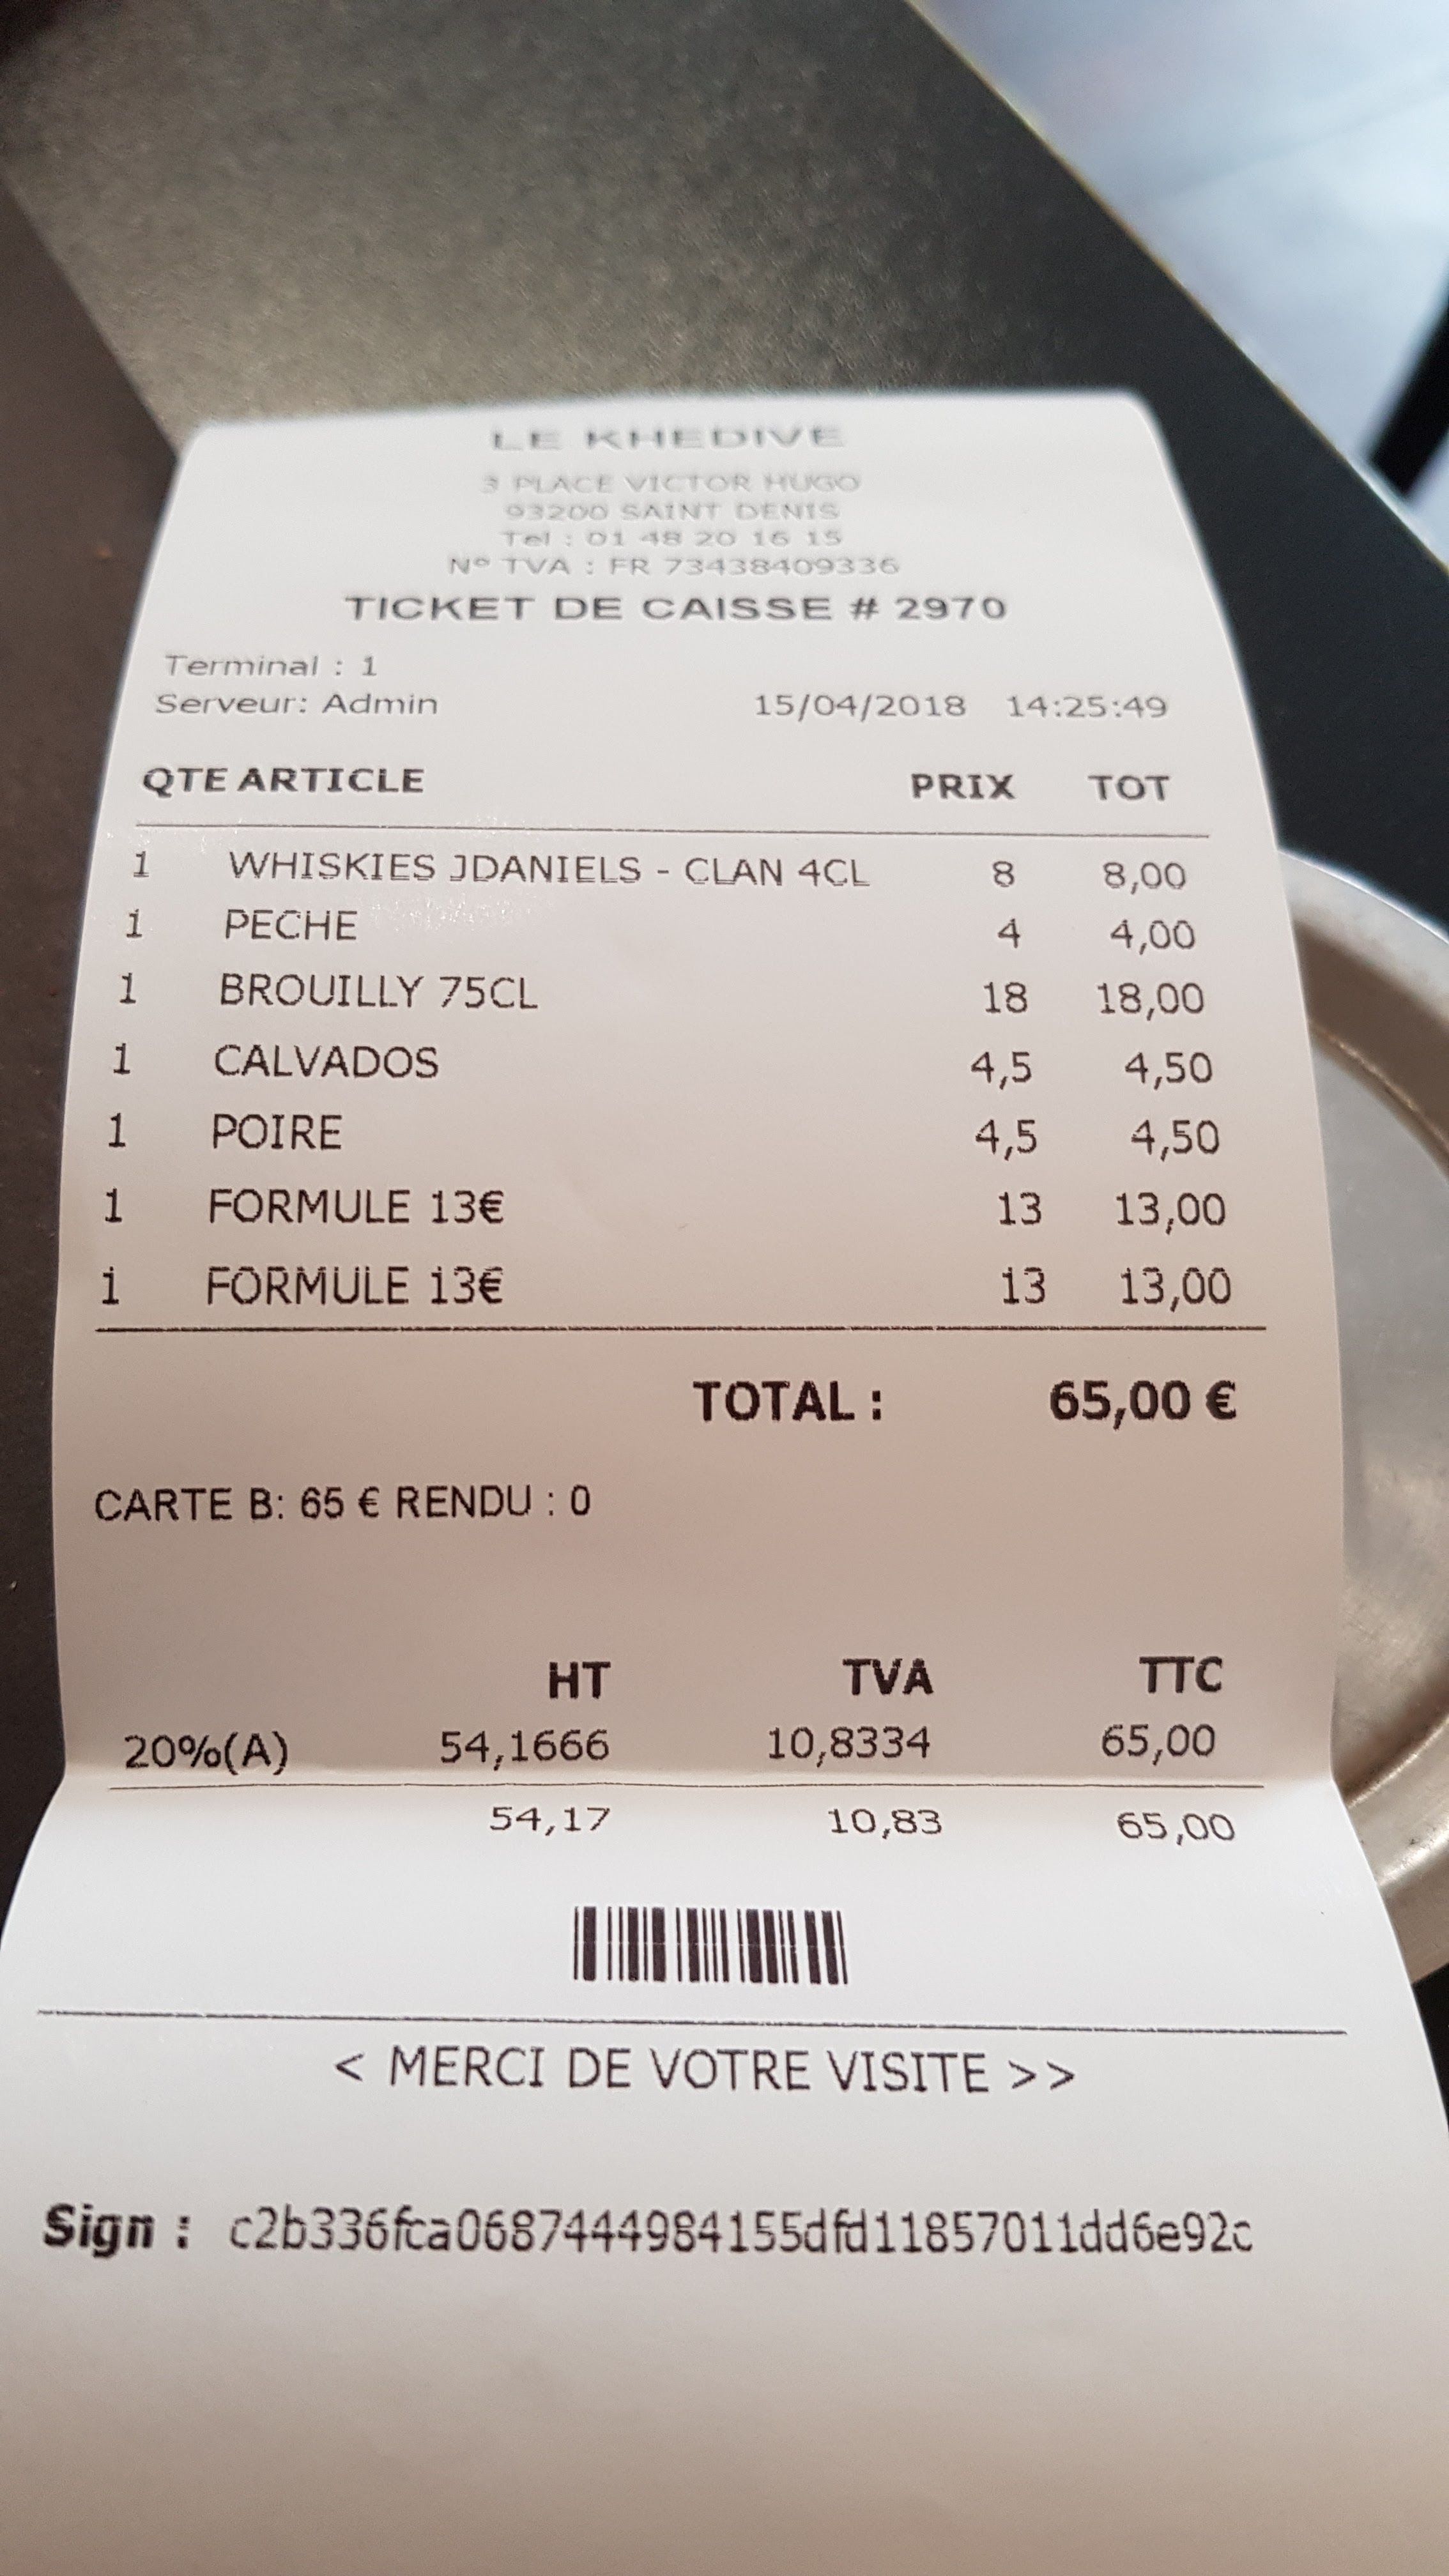 LE KHEDIVE
3 PLACE VICTOR HUGO
93200 SAINT DENIS
Tel : 01 48 20 16 15
N° TVA : FR 73438409336
TICKET DE CAISSE # 2970
Terminal : 1
Serveur: Admin 15/04/2018 14:25:49
QTE ARTICLE PRIX TOT
1 WHISKIES JDANIELS - CLAN 4CL 8 8,00
1 PECHE 4 4,00
1 BROUILLY 75CL 18 18,00
1 CALVADOS 4,5 4,50
1 POIRE 4,5 4,50
1 FORMULE 13€ 13 13,00
1 FORMULE 13€ 13 13,00
TOTAL : 65,00 €
CARTE B: 65 € RENDU : 0
HT TVA TTC
20%(A) 54,1666 10,8334 65,00
54,17 10,83 65,00
< MERCI DE VOTRE VISITE >>
Sign : c2b336fca0687444984155dfd11857011dd6e92c